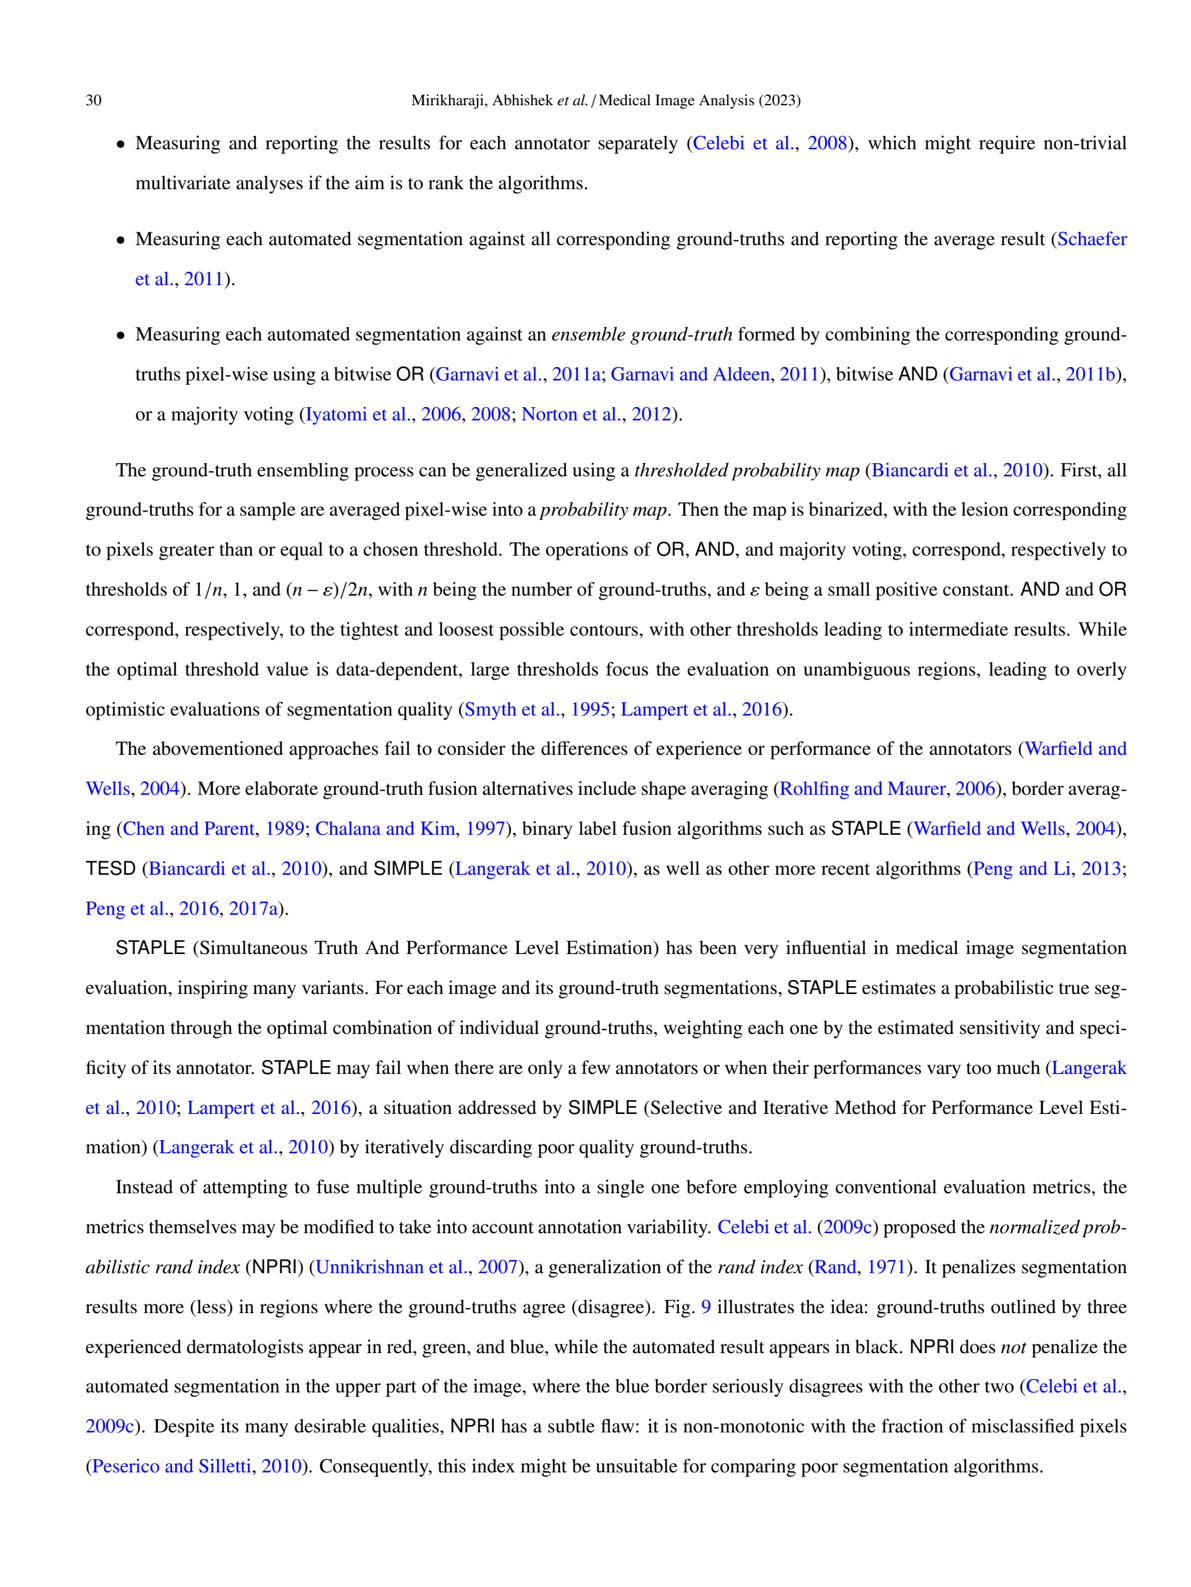 30
Mirikharaji, Abhishek et al. / Medical Image Analysis (2023)
• Measuring and reporting the results for each annotator separately (Celebi et al., 2008), which might require non-trivial
multivariate analyses if the aim is to rank the algorithms.
• Measuring each automated segmentation against all corresponding ground-truths and reporting the average result (Schaefer
et al., 2011).
• Measuring each automated segmentation against an ensemble ground-truth formed by combining the corresponding ground-
truths pixel-wise using a bitwise OR (Garnavi et al., 2011a; Garnavi and Aldeen, 2011), bitwise AND (Garnavi et al., 2011b),
or a majority voting (Iyatomi et al., 2006, 2008; Norton et al., 2012).
The ground-truth ensembling process can be generalized using a thresholded probability map (Biancardi et al., 2010). First, all
ground-truths for a sample are averaged pixel-wise into a probability map. Then the map is binarized, with the lesion corresponding
to pixels greater than or equal to a chosen threshold. The operations of OR, AND, and majority voting, correspond, respectively to
thresholds of 1/n, 1, and (n − ε)/2n, with n being the number of ground-truths, and ε being a small positive constant. AND and OR
correspond, respectively, to the tightest and loosest possible contours, with other thresholds leading to intermediate results. While
the optimal threshold value is data-dependent, large thresholds focus the evaluation on unambiguous regions, leading to overly
optimistic evaluations of segmentation quality (Smyth et al., 1995; Lampert et al., 2016).
The abovementioned approaches fail to consider the differences of experience or performance of the annotators (Warfield and
Wells, 2004). More elaborate ground-truth fusion alternatives include shape averaging (Rohlfing and Maurer, 2006), border averag-
ing (Chen and Parent, 1989; Chalana and Kim, 1997), binary label fusion algorithms such as STAPLE (Warfield and Wells, 2004),
TESD (Biancardi et al., 2010), and SIMPLE (Langerak et al., 2010), as well as other more recent algorithms (Peng and Li, 2013;
Peng et al., 2016, 2017a).
STAPLE (Simultaneous Truth And Performance Level Estimation) has been very influential in medical image segmentation
evaluation, inspiring many variants. For each image and its ground-truth segmentations, STAPLE estimates a probabilistic true seg-
mentation through the optimal combination of individual ground-truths, weighting each one by the estimated sensitivity and speci-
ficity of its annotator. STAPLE may fail when there are only a few annotators or when their performances vary too much (Langerak
et al., 2010; Lampert et al., 2016), a situation addressed by SIMPLE (Selective and Iterative Method for Performance Level Esti-
mation) (Langerak et al., 2010) by iteratively discarding poor quality ground-truths.
Instead of attempting to fuse multiple ground-truths into a single one before employing conventional evaluation metrics, the
metrics themselves may be modified to take into account annotation variability. Celebi et al. (2009c) proposed the normalized prob-
abilistic rand index (NPRI) (Unnikrishnan et al., 2007), a generalization of the rand index (Rand, 1971). It penalizes segmentation
results more (less) in regions where the ground-truths agree (disagree). Fig. 9 illustrates the idea: ground-truths outlined by three
experienced dermatologists appear in red, green, and blue, while the automated result appears in black. NPRI does not penalize the
automated segmentation in the upper part of the image, where the blue border seriously disagrees with the other two (Celebi et al.,
2009c). Despite its many desirable qualities, NPRI has a subtle flaw: it is non-monotonic with the fraction of misclassified pixels
(Peserico and Silletti, 2010). Consequently, this index might be unsuitable for comparing poor segmentation algorithms.